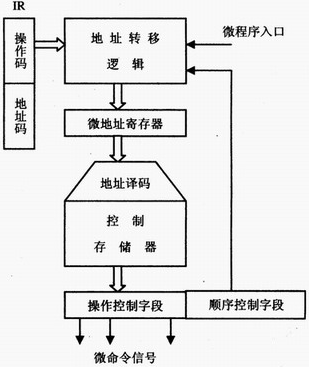 IR
操作码
地址码
地址转移
逻辑
微程序入口
微地址寄存器
地址译码
控制
存储器
操作控制字段
顺序控制字段
微命令信号